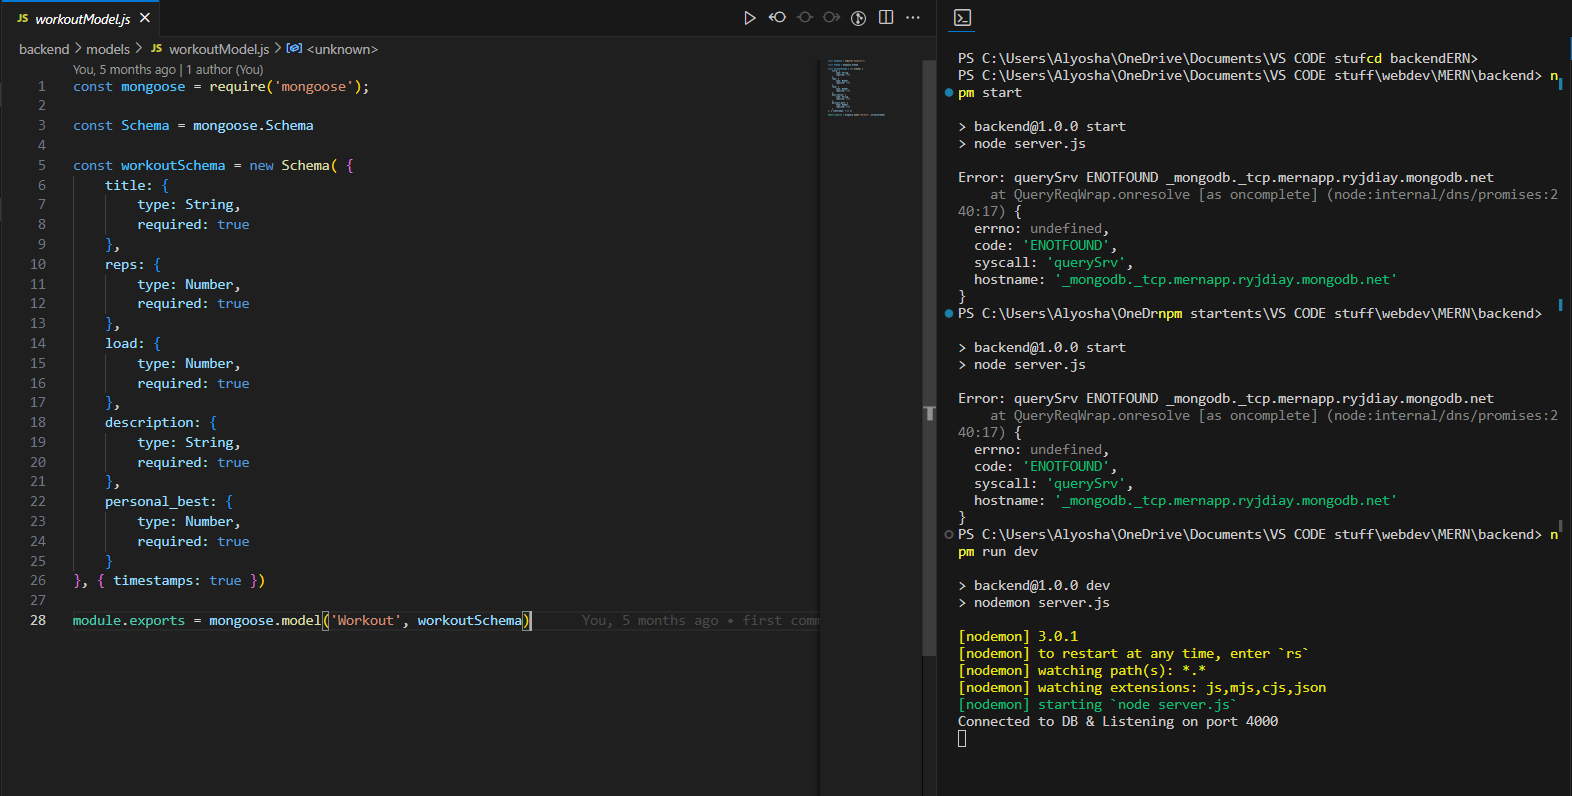 JS workoutModel.js ×
backend > models > JS workoutModel.js > <unknown>
You, 5 months ago | 1 author (You)
1 const mongoose = require('mongoose');
2
3 const Schema = mongoose.Schema
4
5 const workoutSchema = new Schema( {
6 title: {
7 type: String,
8 required: true
9 },
10 reps: {
11 type: Number,
12 required: true
13 },
14 load: {
15 type: Number,
16 required: true
17 },
18 description: {
19 type: String,
20 required: true
21 },
22 personal_best: {
23 type: Number,
24 required: true
25 }
26 }, { timestamps: true })
27
28 module.exports = mongoose.model('Workout', workoutSchema) You, 5 months ago • first comm
PS C:\Users\Alyosha\OneDrive\Documents\VS CODE stufcd backendERN>
PS C:\Users\Alyosha\OneDrive\Documents\VS CODE stuff\webdev\MERN\backend> n
pm start
> backend@1.0.0 start
> node server.js
Error: querySrv ENOTFOUND _mongodb._tcp.mernapp.ryjdiay.mongodb.net
at QueryReqWrap.onresolve [as oncomplete] (node:internal/dns/promises:2
40:17) {
errno: undefined,
code: 'ENOTFOUND',
syscall: 'querySrv',
hostname: '_mongodb._tcp.mernapp.ryjdiay.mongodb.net'
}
PS C:\Users\Alyosha\OneDrnpm startents\VS CODE stuff\webdev\MERN\backend>
> backend@1.0.0 start
> node server.js
Error: querySrv ENOTFOUND _mongodb._tcp.mernapp.ryjdiay.mongodb.net
at QueryReqWrap.onresolve [as oncomplete] (node:internal/dns/promises:2
40:17) {
errno: undefined,
code: 'ENOTFOUND',
syscall: 'querySrv',
hostname: '_mongodb._tcp.mernapp.ryjdiay.mongodb.net'
}
PS C:\Users\Alyosha\OneDrive\Documents\VS CODE stuff\webdev\MERN\backend> n
pm run dev
> backend@1.0.0 dev
> nodemon server.js
[nodemon] 3.0.1
[nodemon] to restart at any time, enter `rs`
[nodemon] watching path(s): *.*
[nodemon] watching extensions: js,mjs,cjs,json
[nodemon] starting `node server.js`
Connected to DB & Listening on port 4000